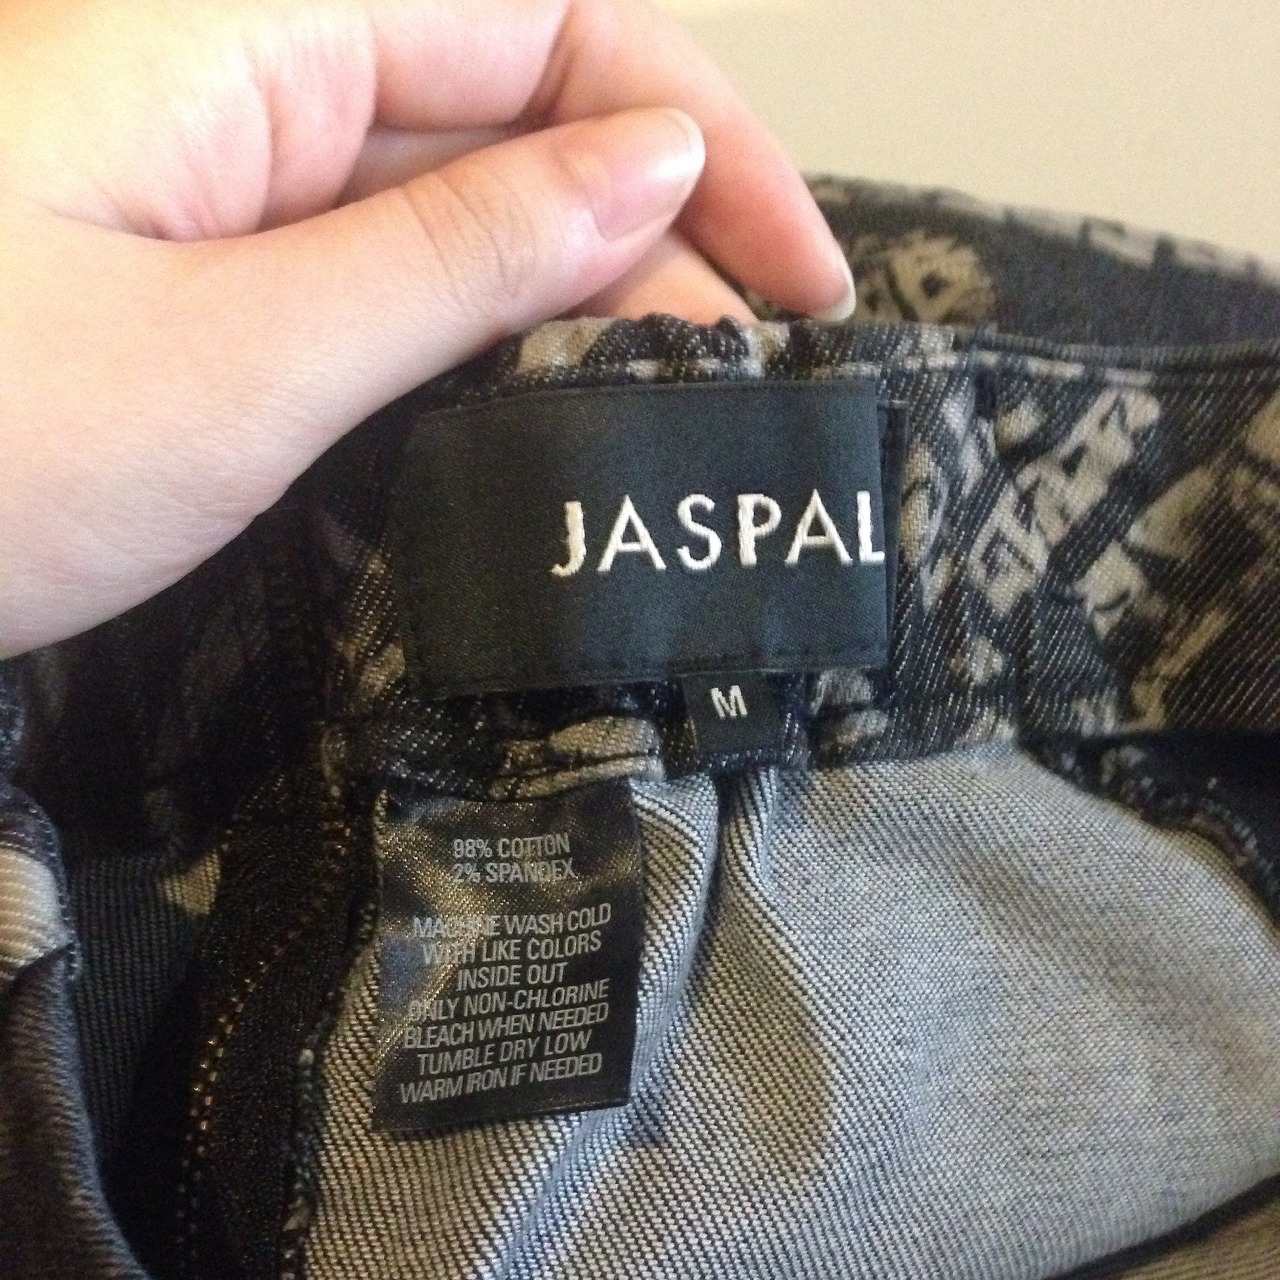 JASPAL
M
98% COTTON
2% SPANDEX
MACHINE WASH COLD
WITH LIKE COLORS
INSIDE OUT
ONLY NON-CHLORINE
BLEACH WHEN NEEDED
TUMBLE DRY LOW
WARM IRON IF NEEDED